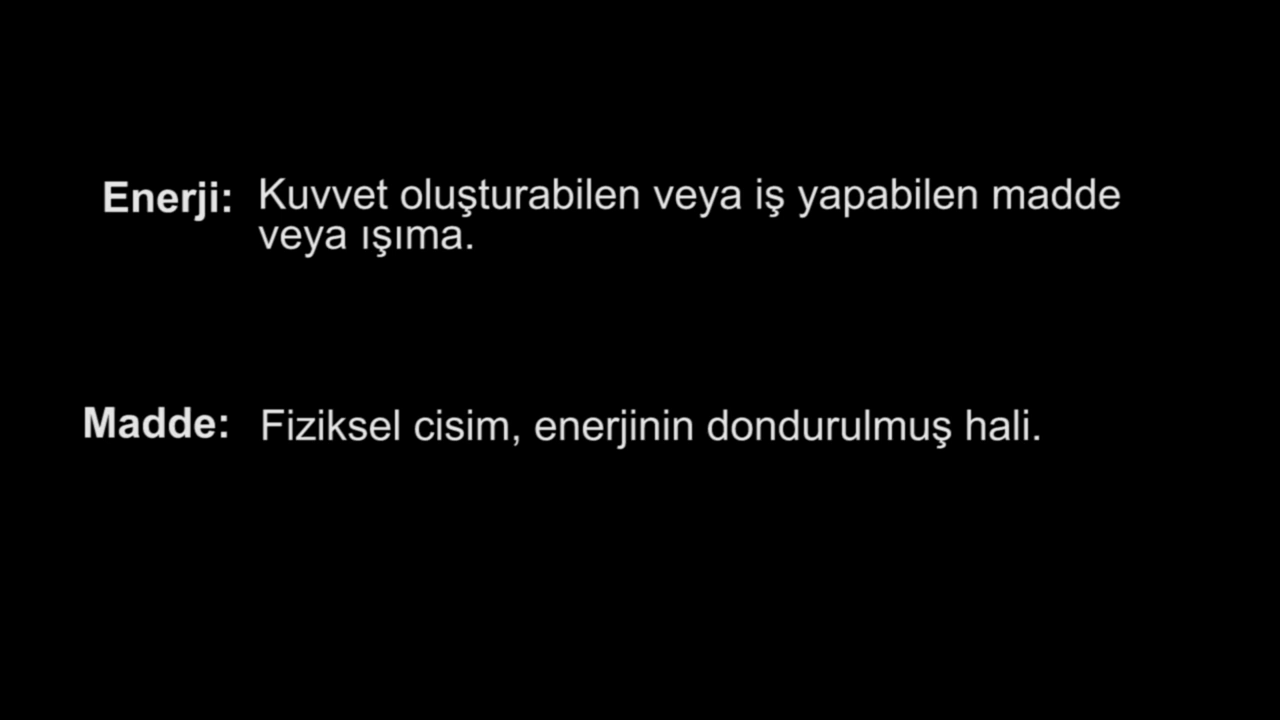 Enerji: Kuvvet oluşturabilen veya iş yapabilen madde
veya ışıma.
Madde: Fiziksel cisim, enerjinin dondurulmuş hali.